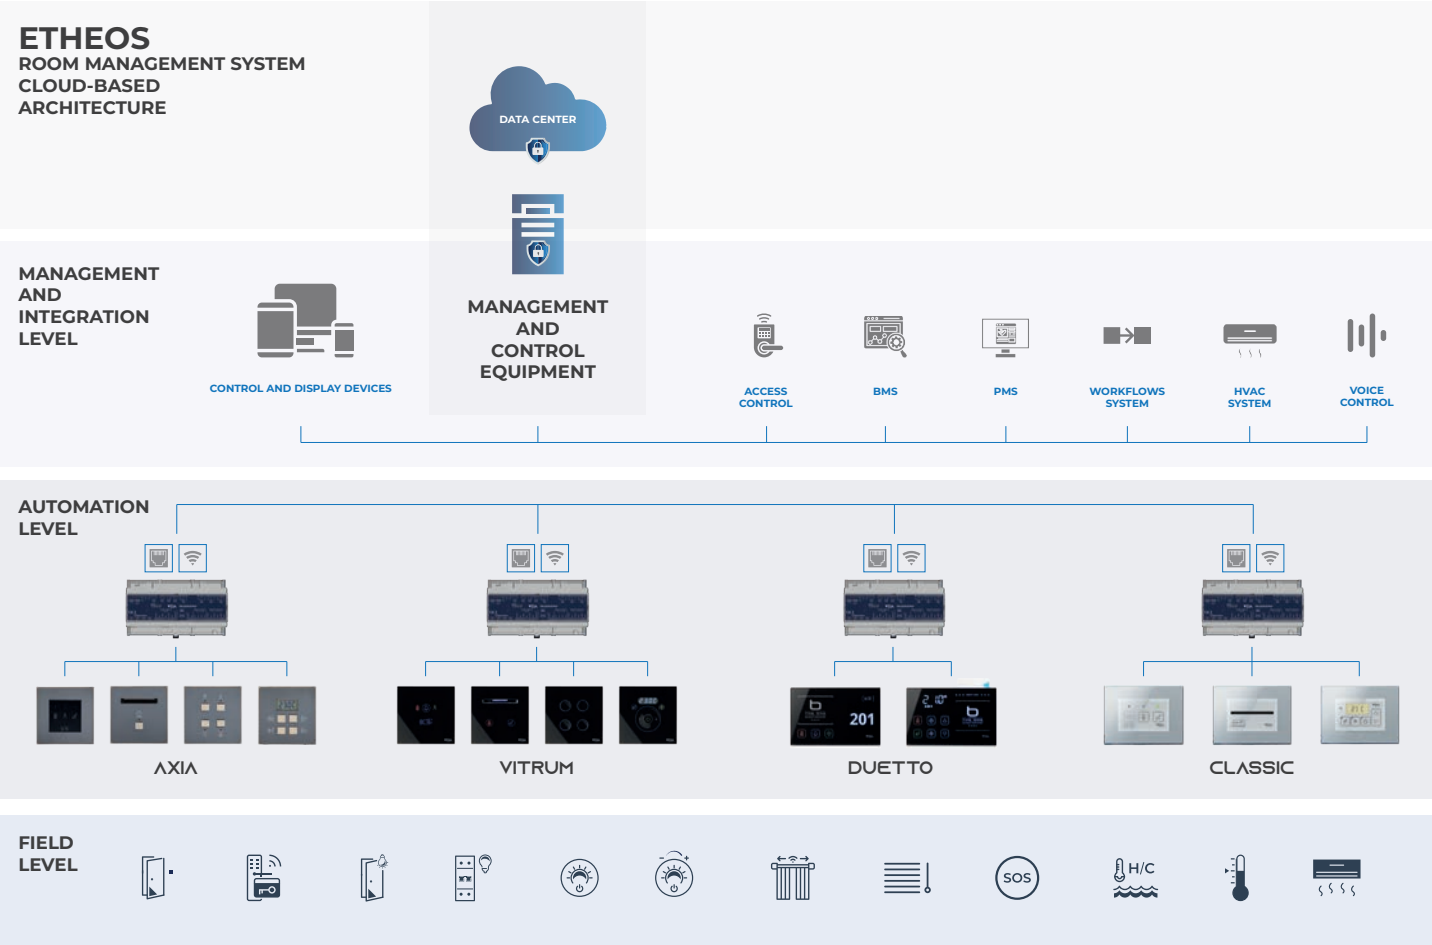 ETHEOS
ROOM MANAGEMENT SYSTEM
CLOUD-BASED
ARCHITECTURE
DATA CENTER
MANAGEMENT
AND
INTEGRATION
LEVEL
CONTROL AND DISPLAY DEVICES
MANAGEMENT
AND
CONTROL
EQUIPMENT
ACCESS
CONTROL
BMS
PMS
WORKFLOWS
SYSTEM
HVAC
SYSTEM
VOICE
CONTROL
AUTOMATION
LEVEL
201
AXIA
VITRUM
DUETTO
CLASSIC
FIELD
LEVEL
SOS
H/C